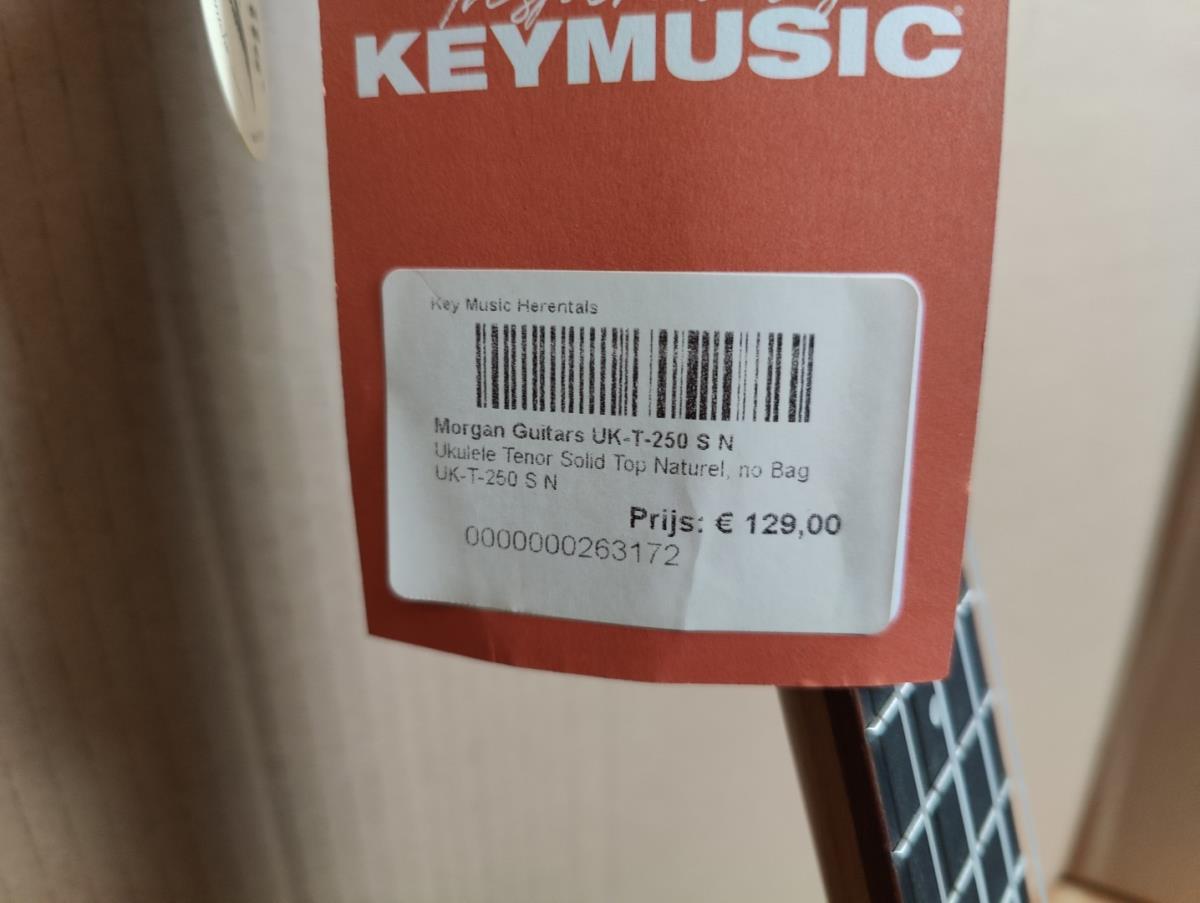 KEYMUSIC
Key Music Herentals
Morgan Guitars UK-T-250 S N
Ukulele Tenor Solid Top Naturel, no Bag
UK-T-250 S N
Prijs: € 129,00
0000000263172